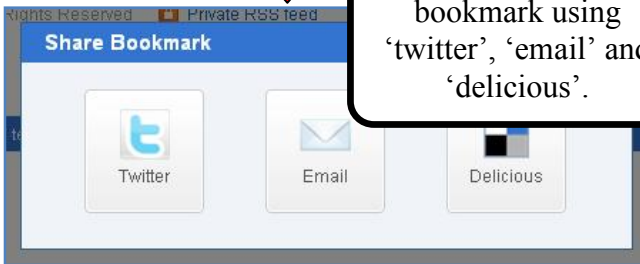 Rights Reserved Private RSS feed
Share Bookmark
bookmark using
‘twitter’, ‘email’ and
‘delicious’.
Twitter Email Delicious